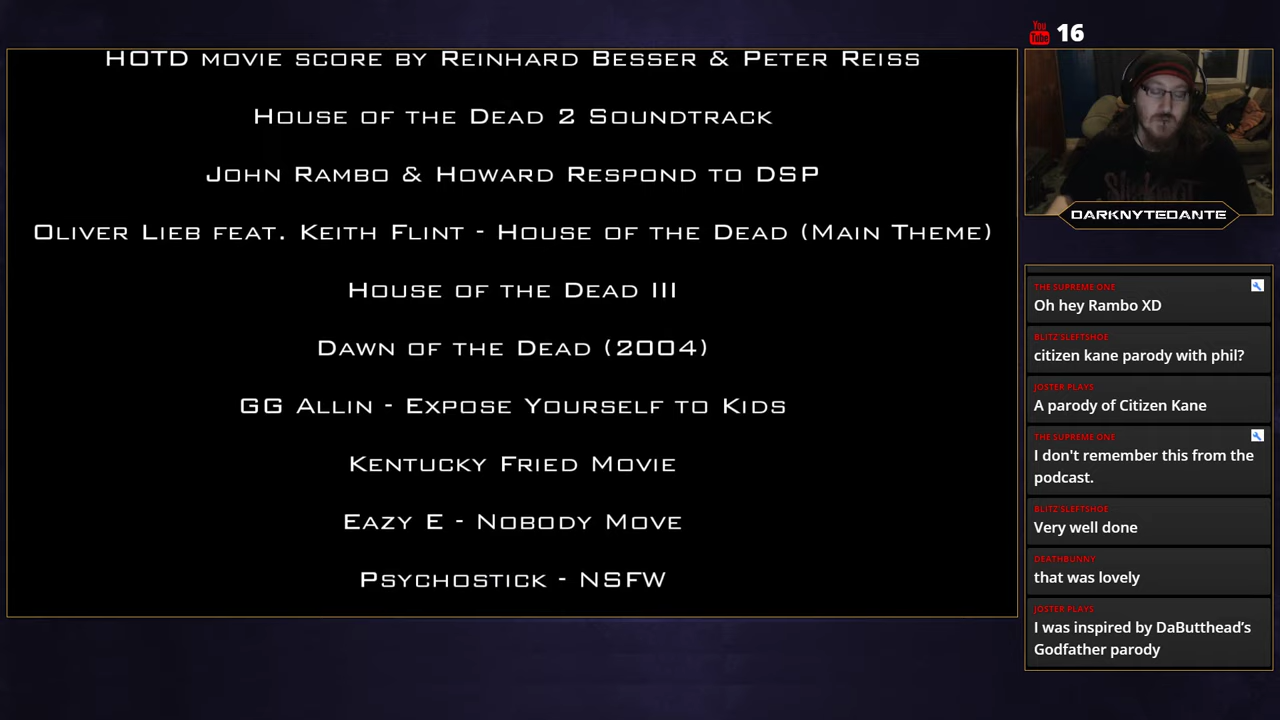 You
Tube 16
HOTD movie score by Reinhard Besser & Peter Reiss
House of the Dead 2 Soundtrack
John Rambo & Howard Respond to DSP
Oliver Lieb feat. Keith Flint - House of the Dead (Main Theme)
House of the Dead III
Dawn of the Dead (2004)
GG Allin - Expose Yourself to Kids
Kentucky Fried Movie
Eazy E - Nobody Move
Psychostick - NSFW
Slipknot
DARKNYTEDANTE
THE SUPREME ONE
Oh hey Rambo XD
BLITZ SLEFTSHOE
citizen kane parody with phil?
JOSTER PLAYS
A parody of Citizen Kane
THE SUPREME ONE
I don't remember this from the
podcast.
BLITZ SLEFTSHOE
Very well done
DEATHBUNNY
that was lovely
JOSTER PLAYS
I was inspired by DaButthead’s
Godfather parody